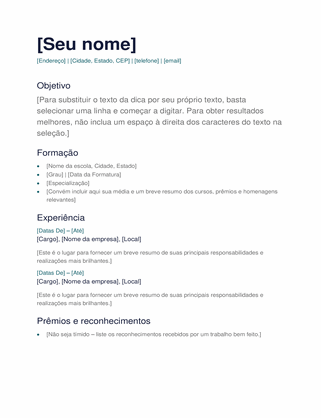 [Seu nome]
[Endereço] | [Cidade, Estado, CEP] | [telefone] | [email]
Objetivo
[Para substituir o texto da dica por seu próprio texto, basta
selecionar uma linha e começar a digitar. Para obter resultados
melhores, não inclua um espaço à direita dos caracteres do texto na
seleção.]
Formação
• [Nome da escola, Cidade, Estado]
• [Grau] | [Data da Formatura]
• [Especialização]
• [Convém incluir aqui sua média e um breve resumo dos cursos, prêmios e homenagens
relevantes]
Experiência
[Datas De] – [Até]
[Cargo], [Nome da empresa], [Local]
[Este é o lugar para fornecer um breve resumo de suas principais responsabilidades e
realizações mais brilhantes.]
[Datas De] – [Até]
[Cargo], [Nome da empresa], [Local]
[Este é o lugar para fornecer um breve resumo de suas principais responsabilidades e
realizações mais brilhantes.]
Prêmios e reconhecimentos
• [Não seja tímido – liste os reconhecimentos recebidos por um trabalho bem feito.]